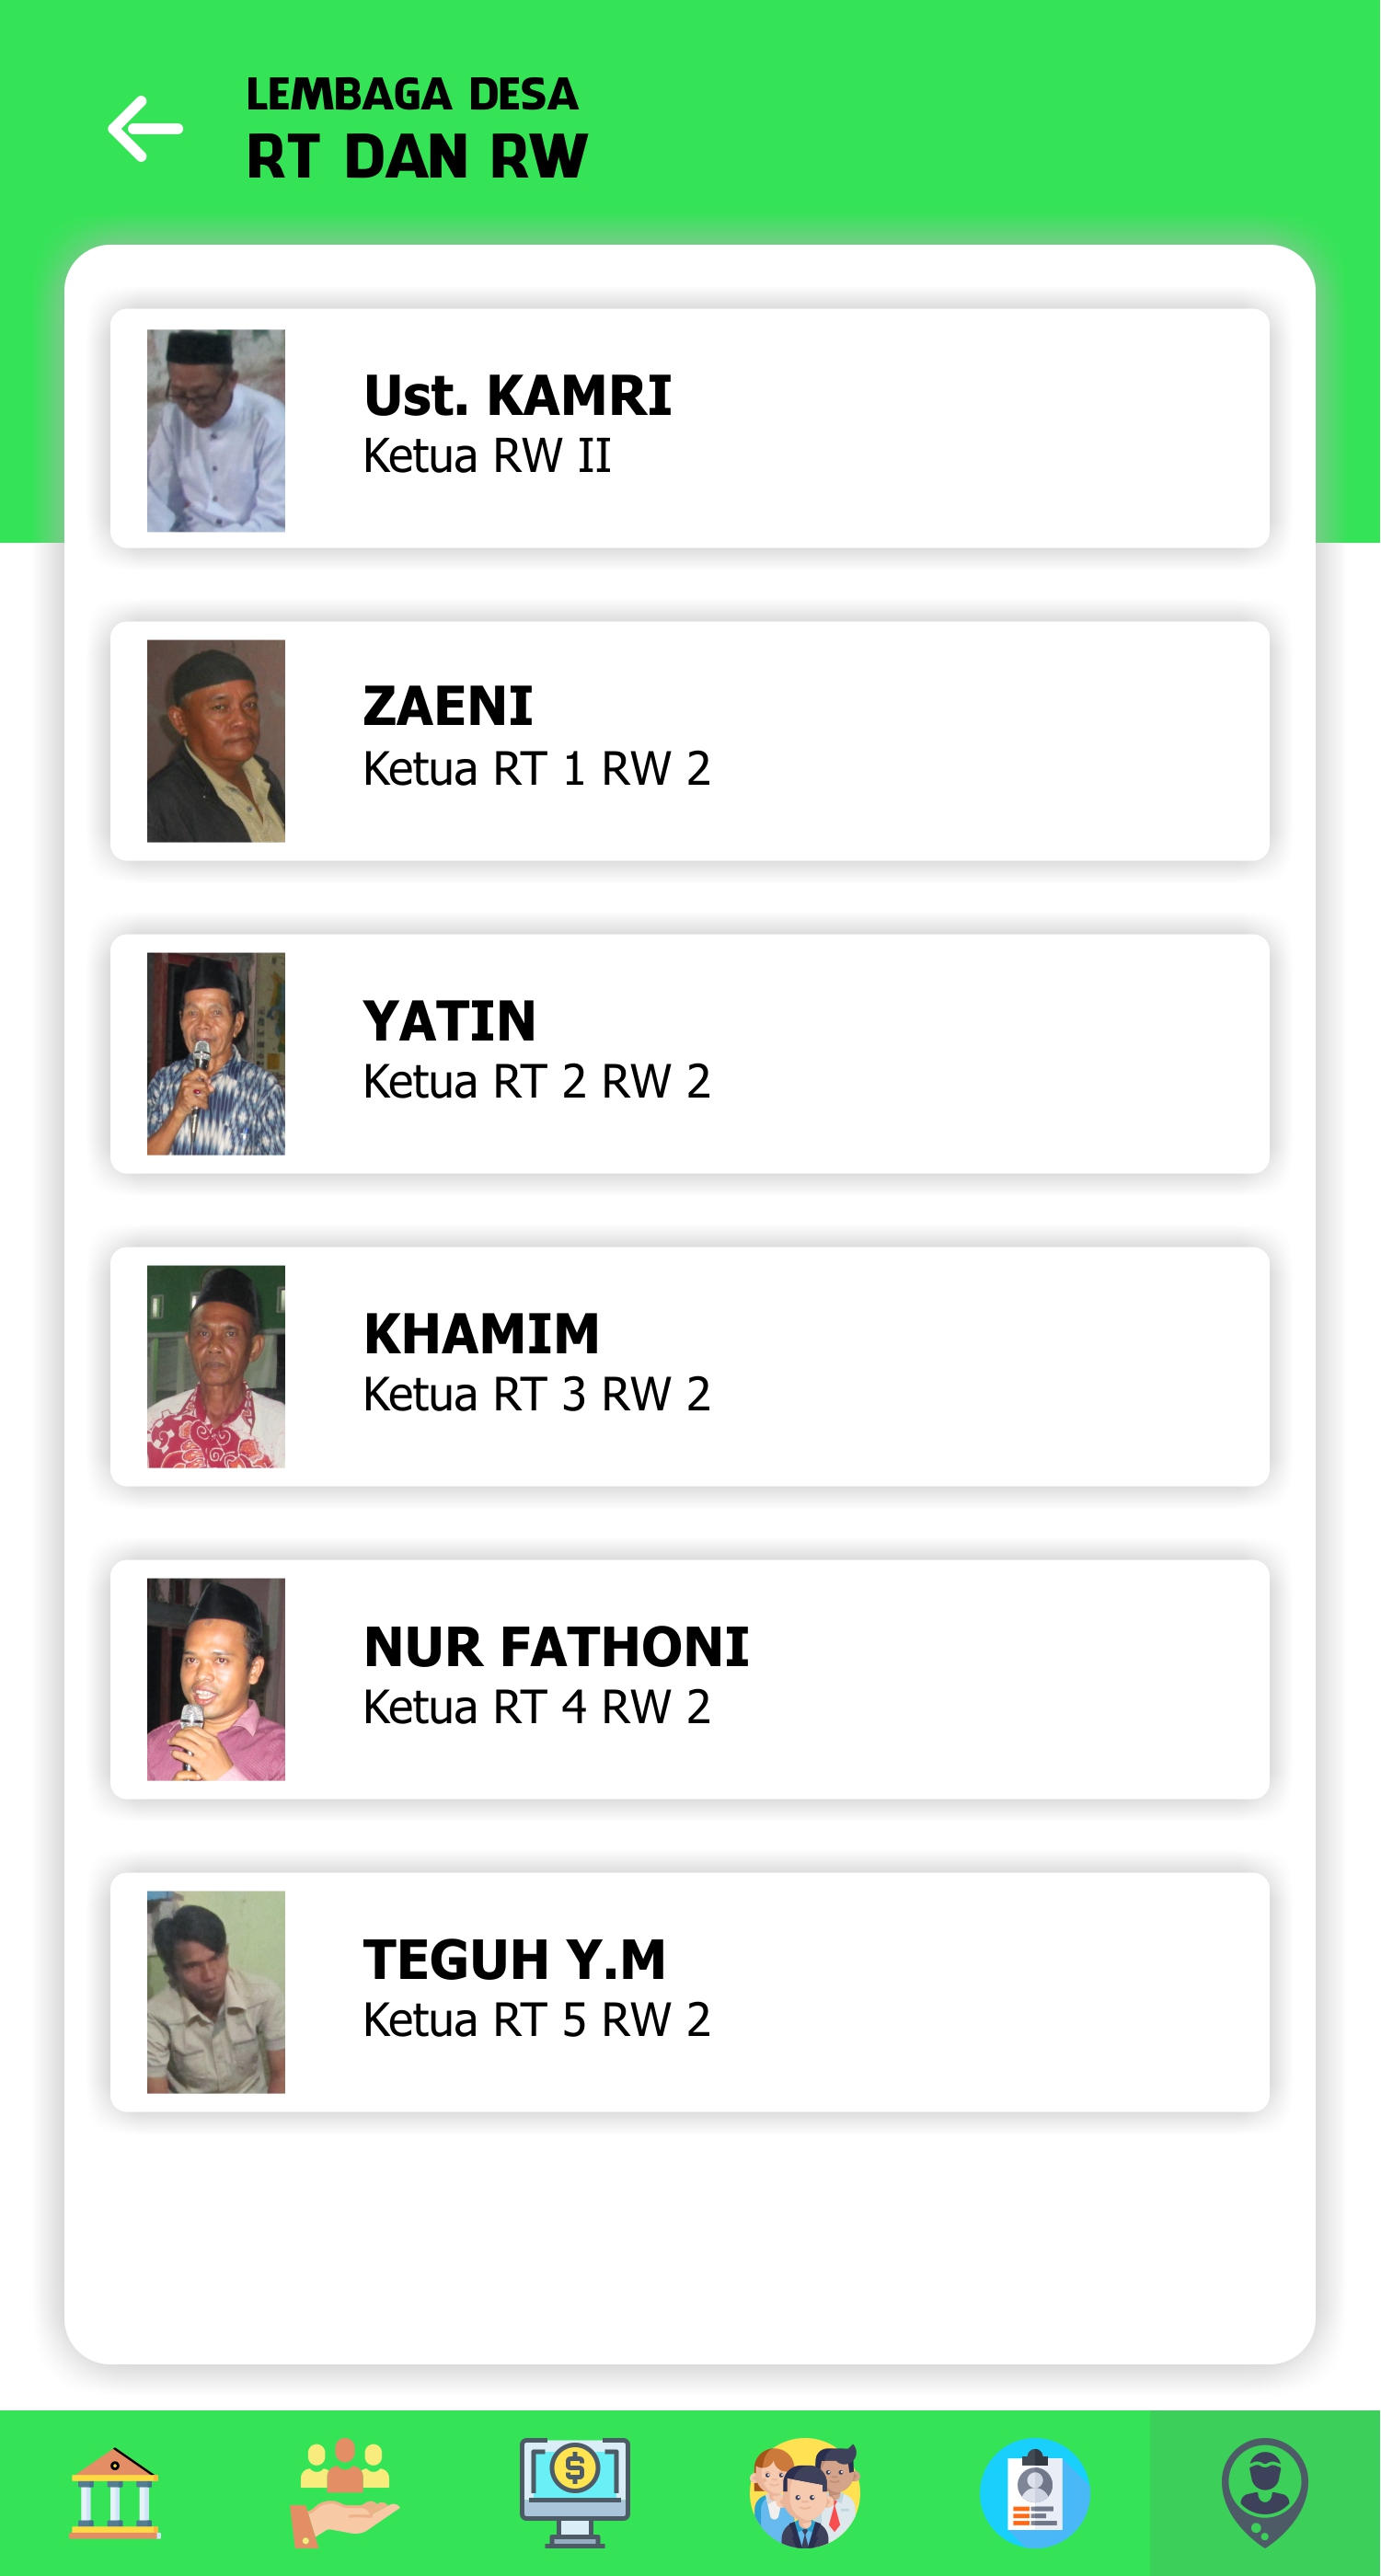 LEMBAGA DESA
RT DAN RW
Ust. KAMRI
Ketua RW II
ZAENI
Ketua RT 1 RW 2
YATIN
Ketua RT 2 RW 2
KHAMIM
Ketua RT 3 RW 2
NUR FATHONI
Ketua RT 4 RW 2
TEGUH Y.M
Ketua RT 5 RW 2
$